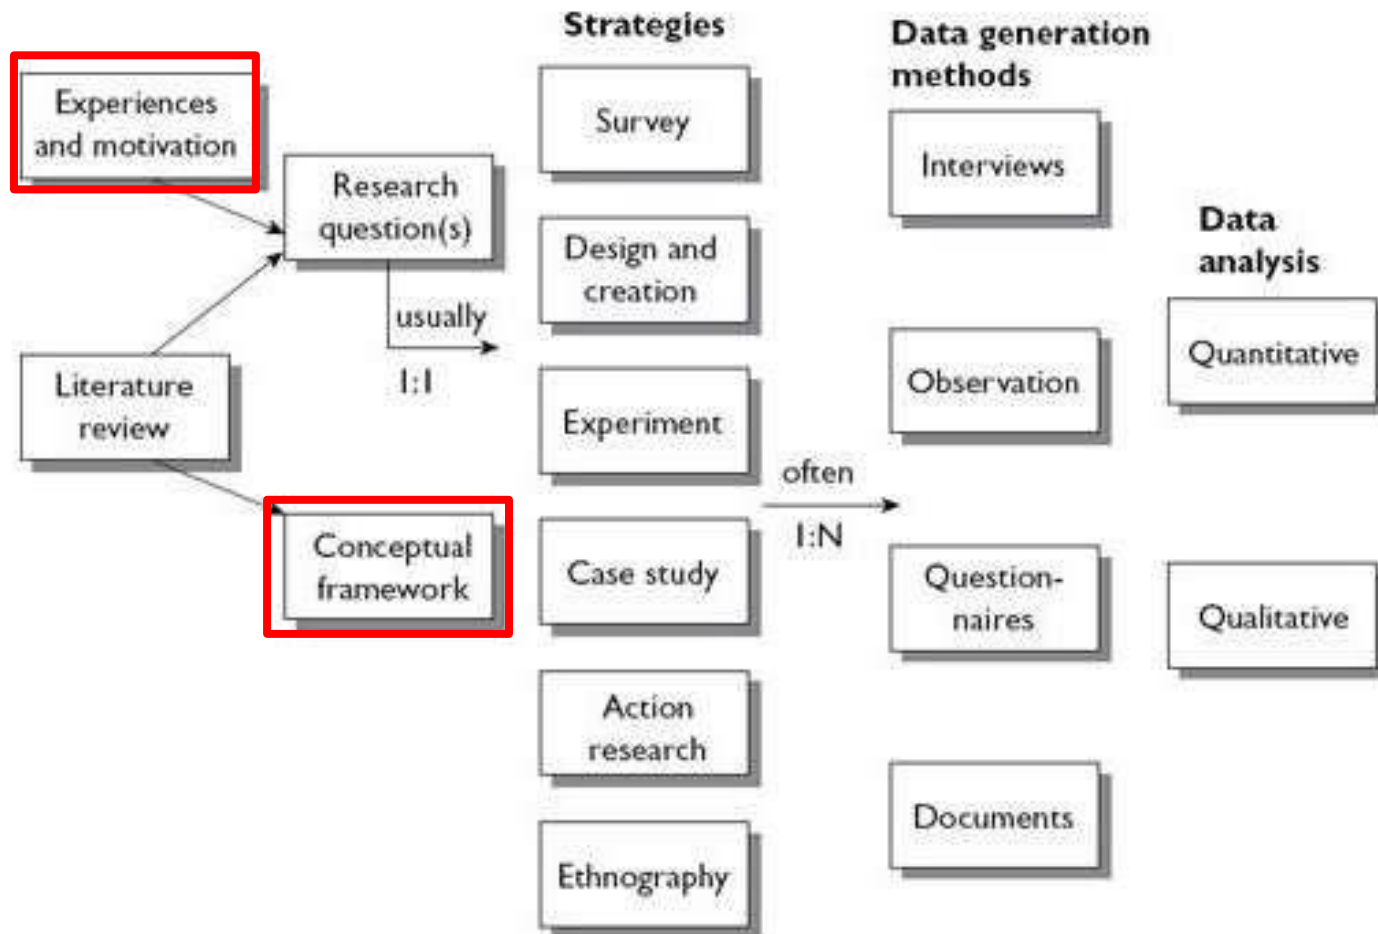 Strategies
Data generation
methods
Experiences
and motivation
Survey
Interviews
Research
question(s)
Data
analysis
Design and
creation
usually
1:1
Literature
review
Observation
Quantitative
Experiment
often
1:N
Conceptual
framework
Case study
Question-
naires
Qualitative
Action
research
Documents
Ethnography